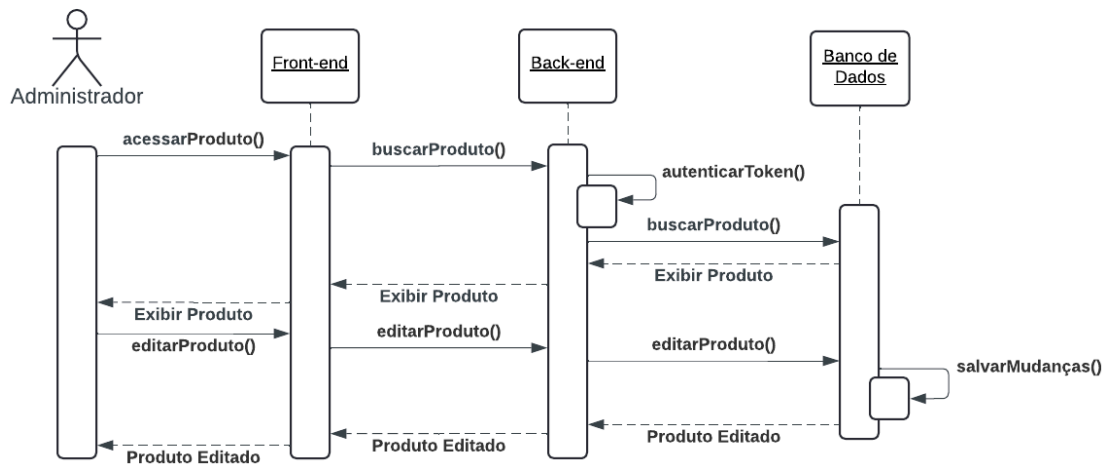 Administrador
Front-end
Back-end
Banco de
Dados
acessarProduto()
buscarProduto()
autenticarToken()
buscarProduto()
Exibir Produto
Exibir Produto
Exibir Produto
editarProduto()
editarProduto()
editarProduto()
salvarMudanças()
Produto Editado
Produto Editado
Produto Editado